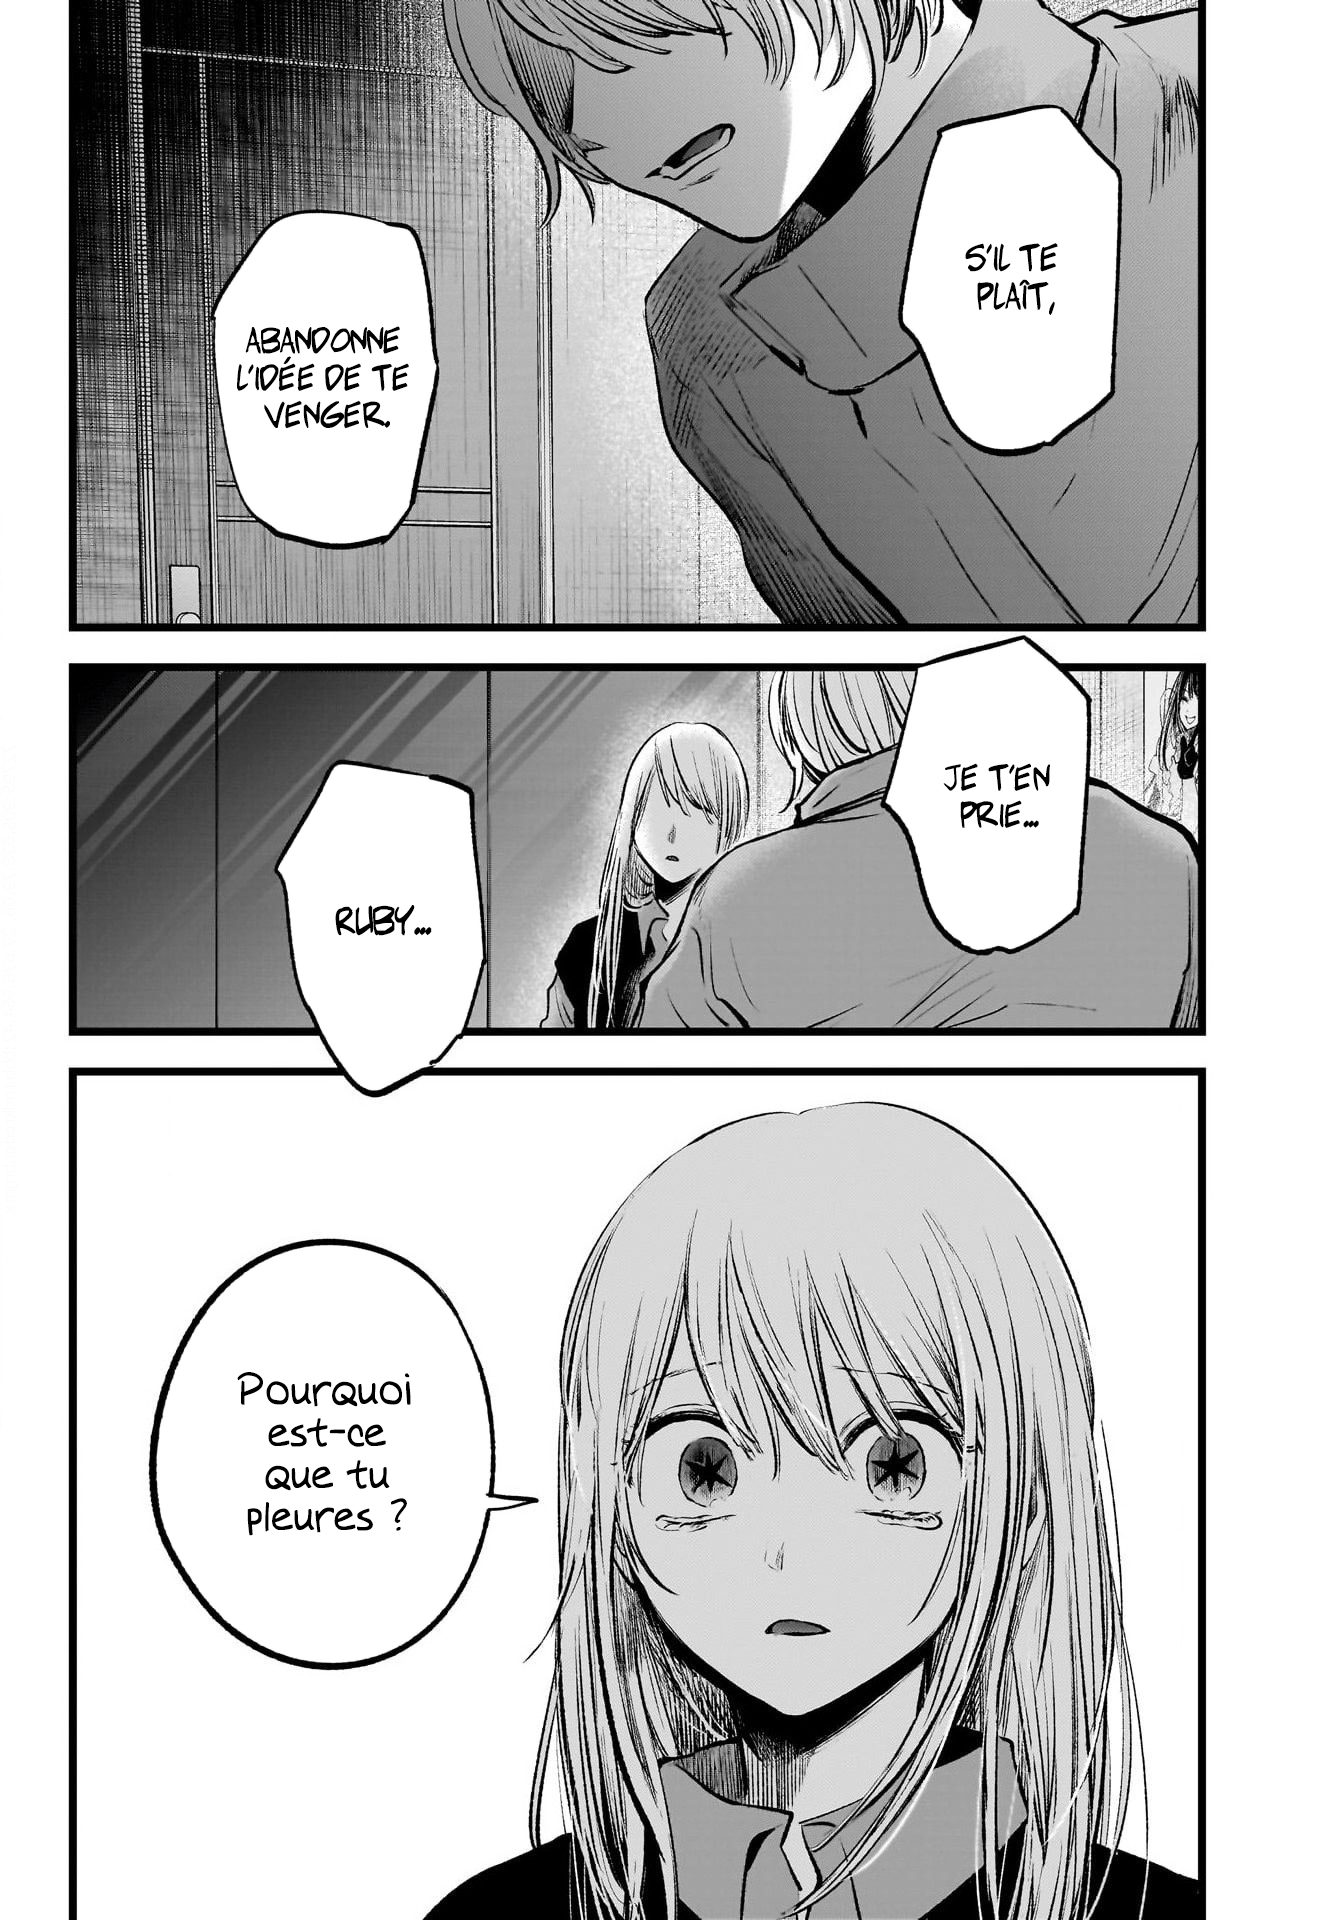 S'IL TE
PLAÎT,
ABANDONNE
L'IDÉE DE TE
VENGER.
JE T'EN
PRIE...
RUBY...
Pourquoi
est-ce
que tu
pleures ?